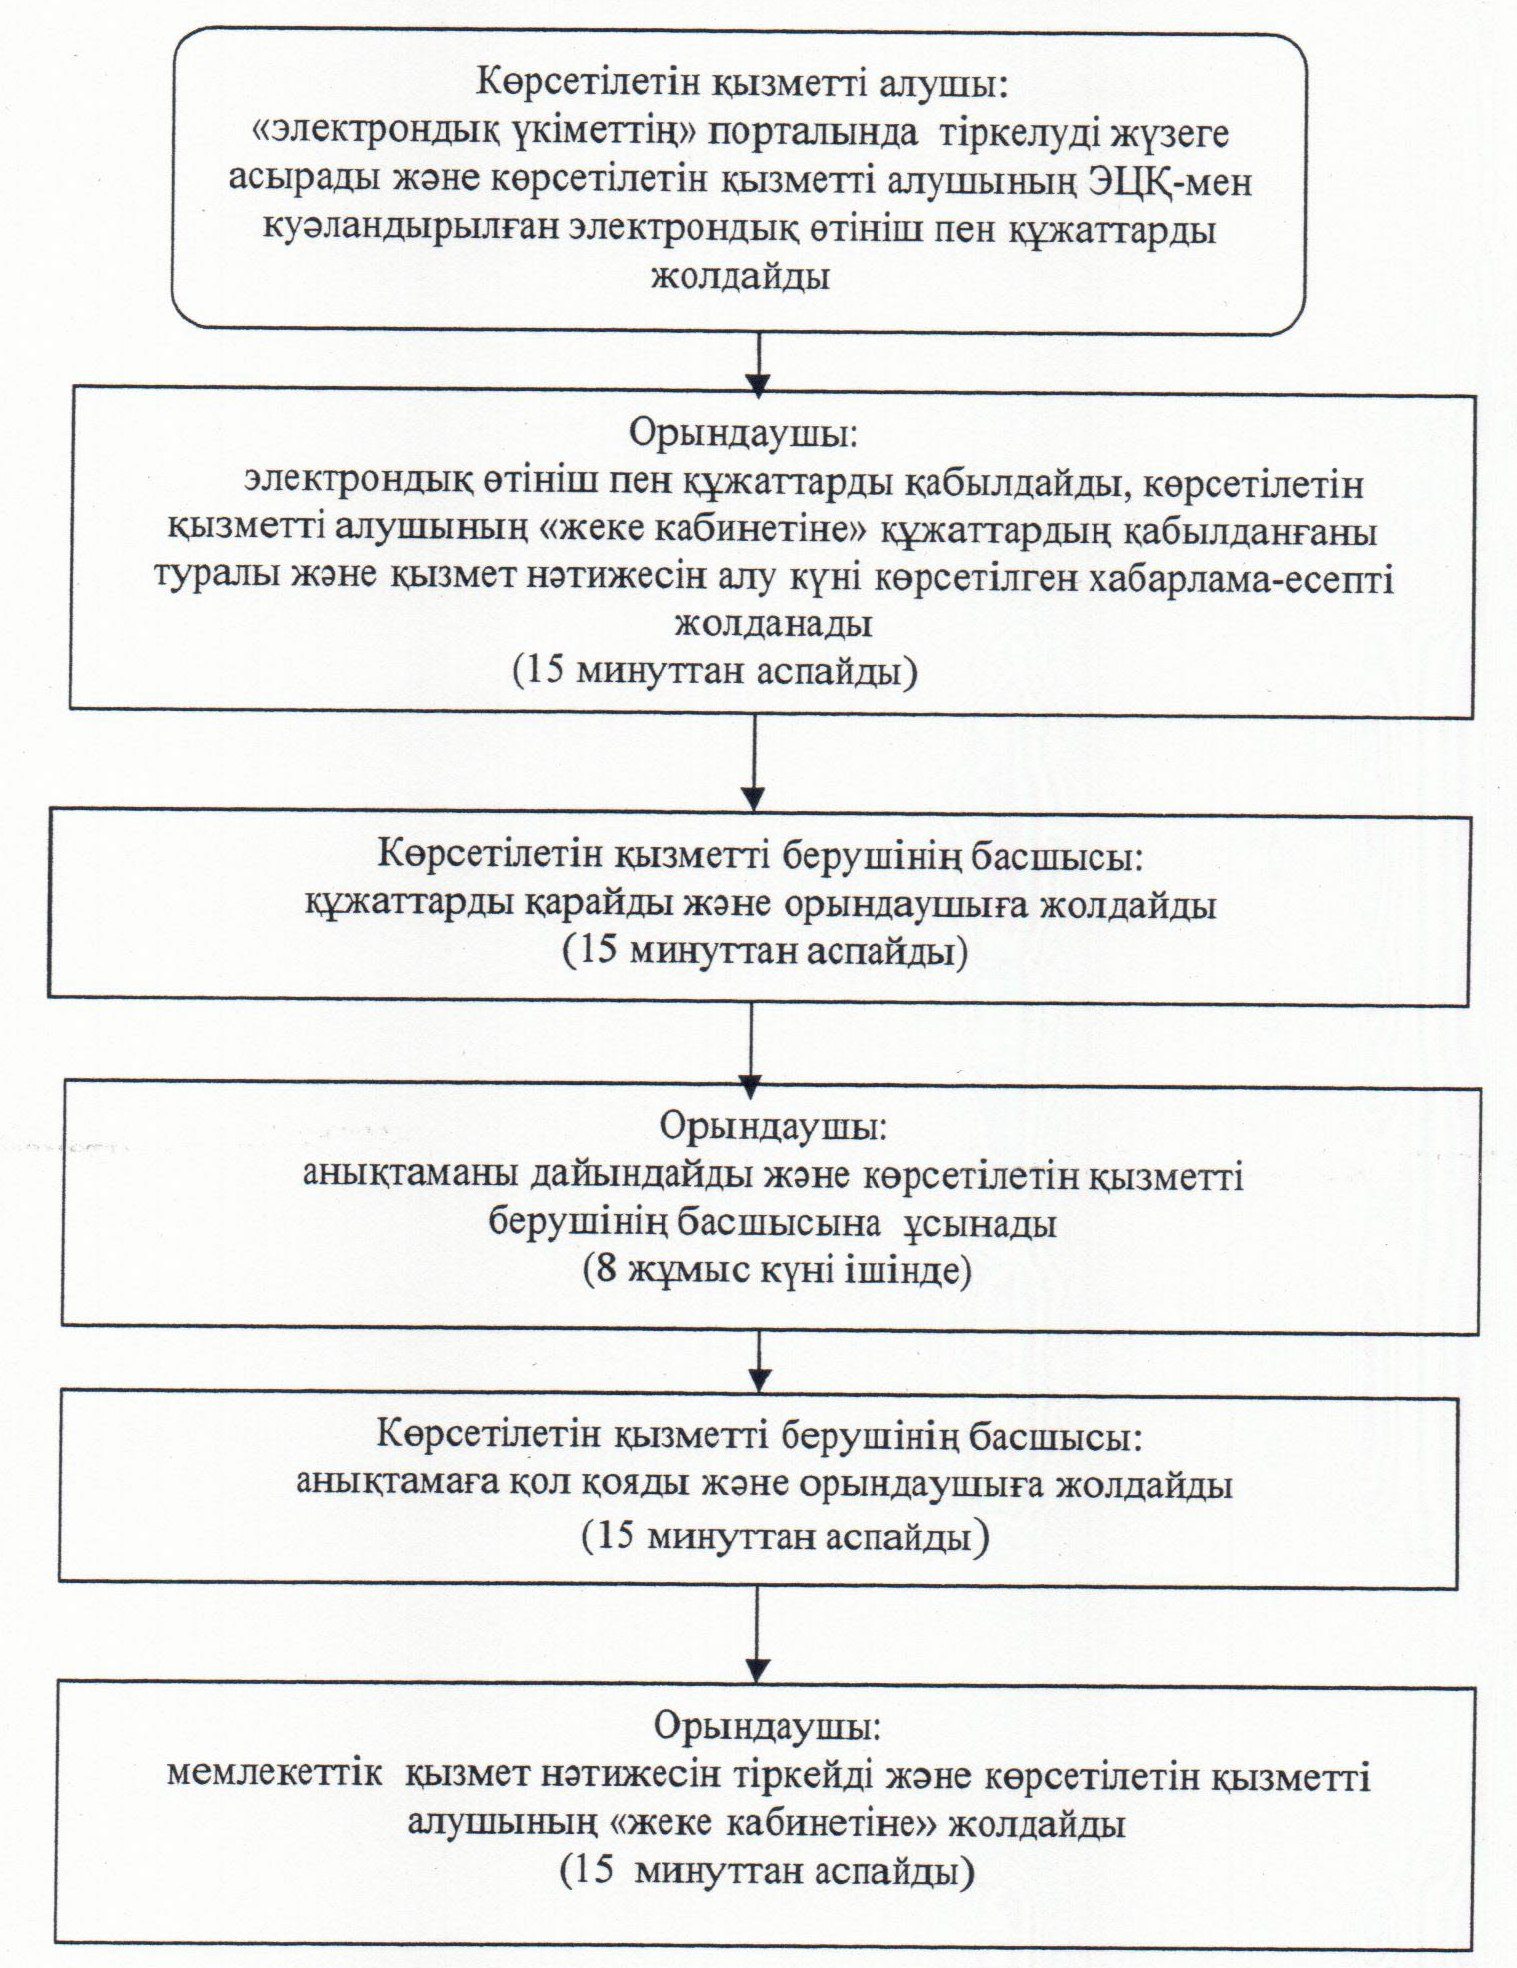 Көрсетілетін қызметті алушы:
«электрондық үкіметтің» порталында тіркелуді жүзеге
асырады және көрсетілетін қызметті алушының ЭЦҚ-мен
куәландырылған электрондық өтініш пен құжаттарды
жолдайды
Орындаушы:
электрондық өтініш пен құжаттарды қабылдайды, көрсетілетін
қызметті алушының «жеке кабинетіне» құжаттардың қабылданғаны
туралы және қызмет нәтижесін алу күні көрсетілген хабарлама-есепті
жолданады
(15 минуттан аспайды)
Көрсетілетін қызметті берушінің басшысы:
құжаттарды қарайды және орындаушыға жолдайды
(15 минуттан аспайды)
Орындаушы:
анықтаманы дайындайды және көрсетілетін қызметті
берушінің басшысына ұсынады
(8 жұмыс күні ішінде)
Көрсетілетін қызметті берушінің басшысы:
анықтамаға қол қояды және орындаушыға жолдайды
(15 минуттан аспайды)
Орындаушы:
мемлекеттік қызмет нәтижесін тіркейді және көрсетілетін қызметті
алушының «жеке кабинетіне» жолдайды
(15 минуттан аспайды)